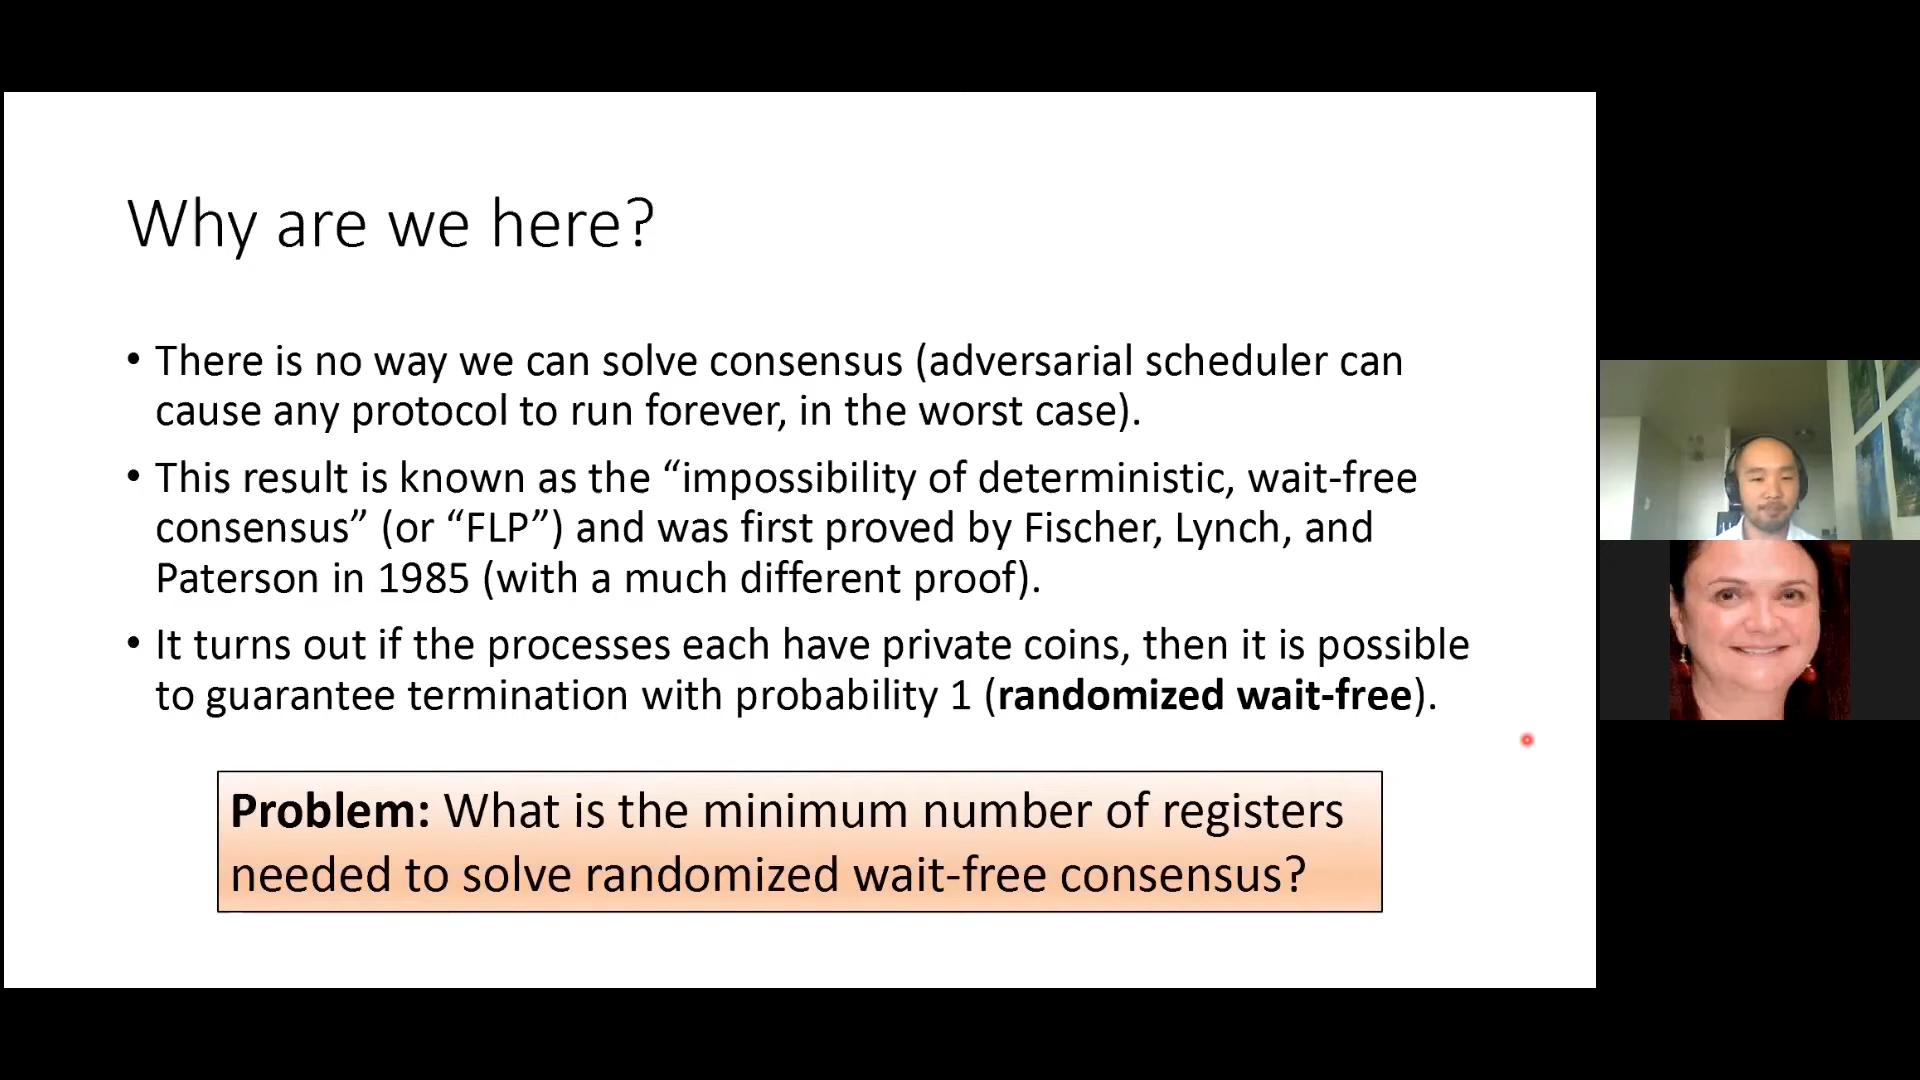 Why are we here?
• There is no way we can solve consensus (adversarial scheduler can
cause any protocol to run forever, in the worst case).
• This result is known as the “impossibility of deterministic, wait-free
consensus” (or “FLP”) and was first proved by Fischer, Lynch, and
Paterson in 1985 (with a much different proof).
• It turns out if the processes each have private coins, then it is possible
to guarantee termination with probability 1 (randomized wait-free).
Problem: What is the minimum number of registers
needed to solve randomized wait-free consensus?